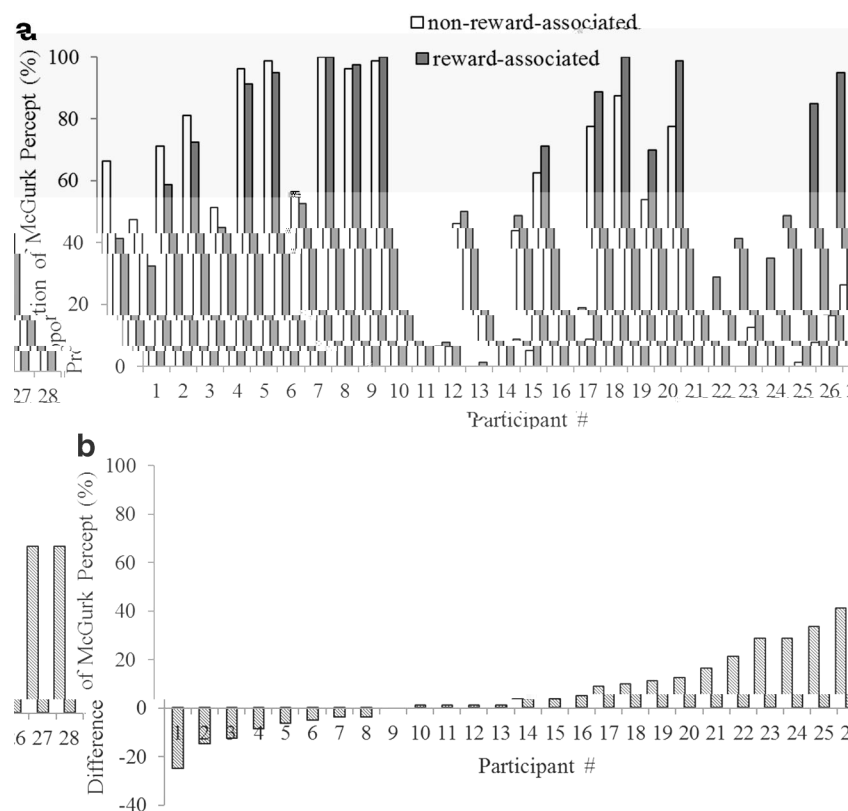 a
non-reward-associated
reward-associated
100
80
60
40
20
0
of McGurk Percept (%)
27 28
1 2 3 4 5 6 7 8 9 10 11 12 13 14 15 17 18 19 20 21 22 23 24 25 26
Participant #
b
100
80
60
40
20
0
-20
-40
Difference of McGurk Percept (%)
27 28
1 2 3 4 5 6 7 8 9 10 11 12 13 14 15 16 17 18 19 20 21 22 23 24 25
Participant #